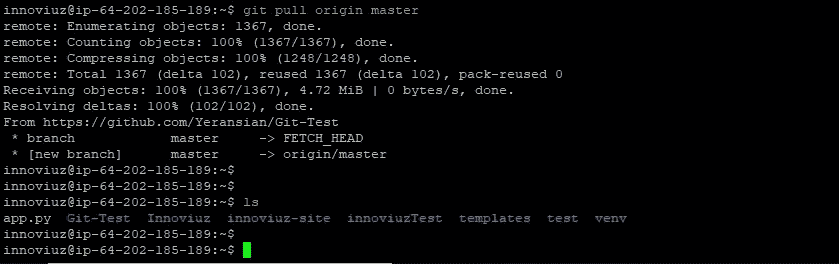 innoviuz@ip-64-202-185-189:~$ git pull origin master
remote: Enumerating objects: 1367, done.
remote: Counting objects: 100% (1367/1367), done.
remote: Compressing objects: 100% (1248/1248), done.
remote: Total 1367 (delta 102), reused 1367 (delta 102), pack-reused 0
Receiving objects: 100% (1367/1367), 4.72 MiB | 0 bytes/s, done.
Resolving deltas: 100% (102/102), done.
From https://github.com/Yeransian/Git-Test
 * branch            master     -> FETCH_HEAD
 * [new branch]      master     -> origin/master
innoviuz@ip-64-202-185-189:~$
innoviuz@ip-64-202-185-189:~$
innoviuz@ip-64-202-185-189:~$ ls
app.py  Git-Test  Innoviuz  innoviuz-site  innoviuzTest  templates  test  venv
innoviuz@ip-64-202-185-189:~$
innoviuz@ip-64-202-185-189:~$